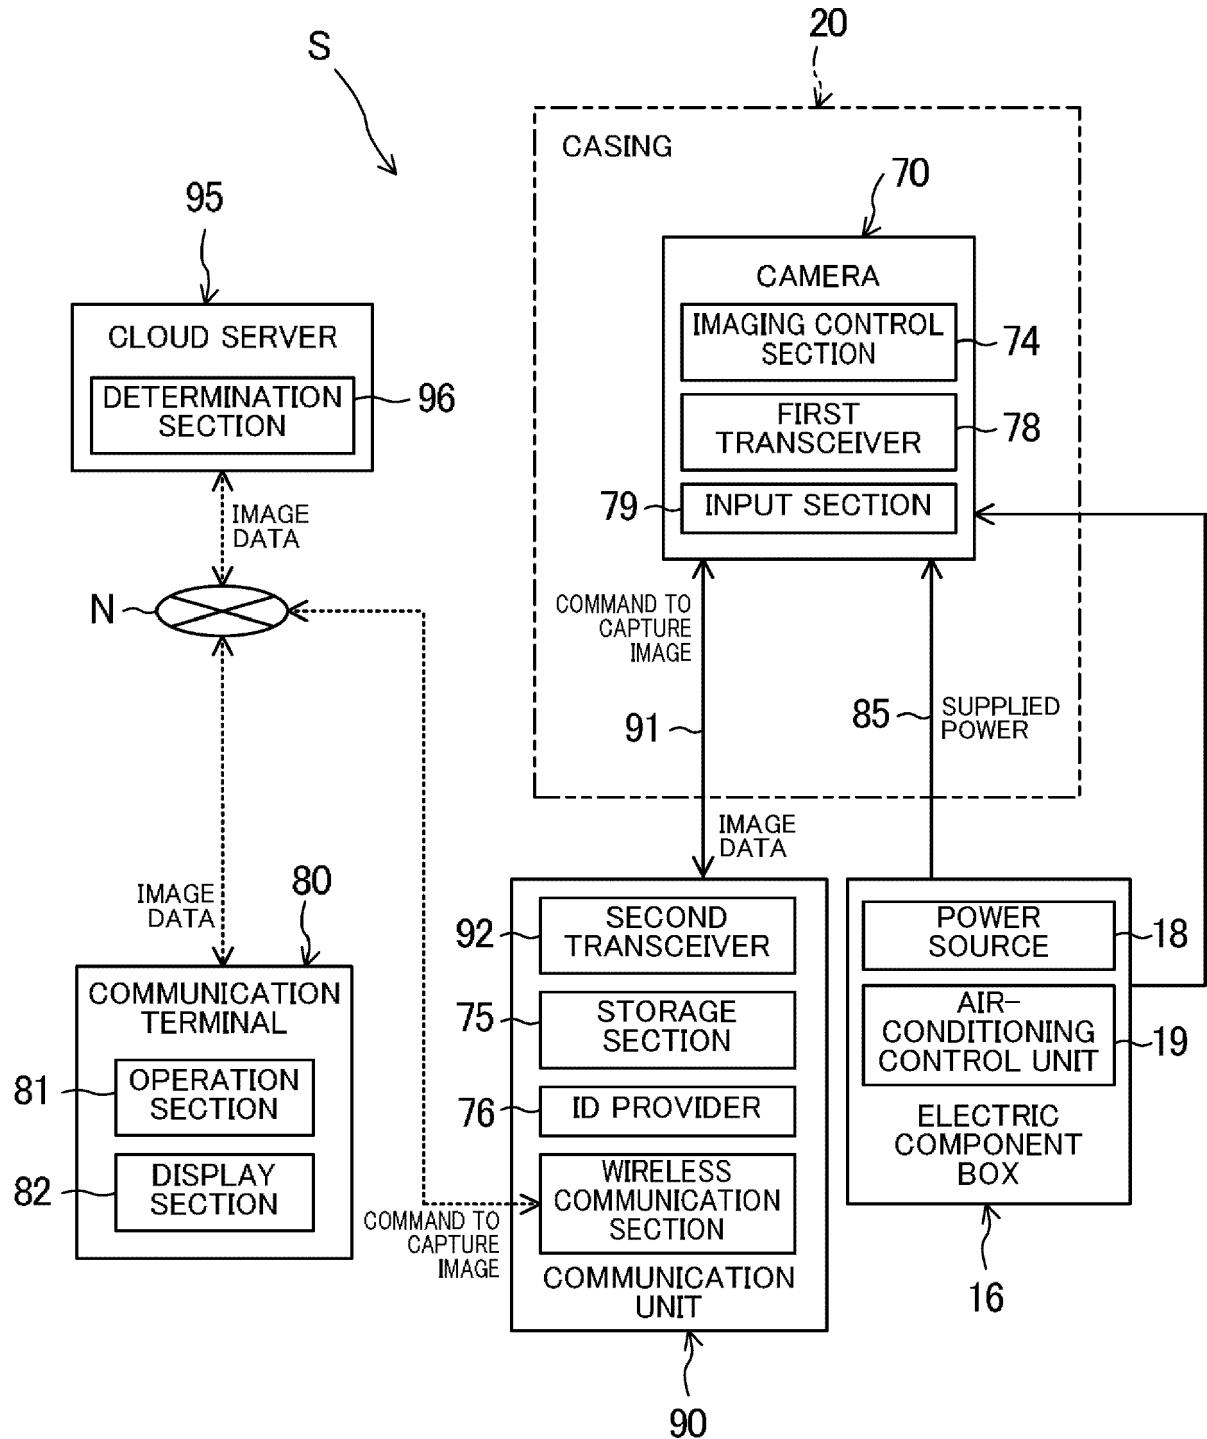 S
20
CASING
70
CAMERA
IMAGING CONTROL
SECTION
74
FIRST
TRANSCEIVER
78
79
INPUT SECTION
95
CLOUD SERVER
DETERMINATION
SECTION
96
IMAGE
DATA
N
COMMAND TO
CAPTURE
IMAGE
91
85
SUPPLIED
POWER
IMAGE
DATA
IMAGE
DATA
80
COMMUNICATION
TERMINAL
81
OPERATION
SECTION
82
DISPLAY
SECTION
COMMAND TO
CAPTURE
IMAGE
92
SECOND
TRANSCEIVER
75
STORAGE
SECTION
76
ID PROVIDER
WIRELESS
COMMUNICATION
SECTION
COMMUNICATION
UNIT
90
POWER
SOURCE
18
AIR-
CONDITIONING
CONTROL UNIT
19
ELECTRIC
COMPONENT
BOX
16